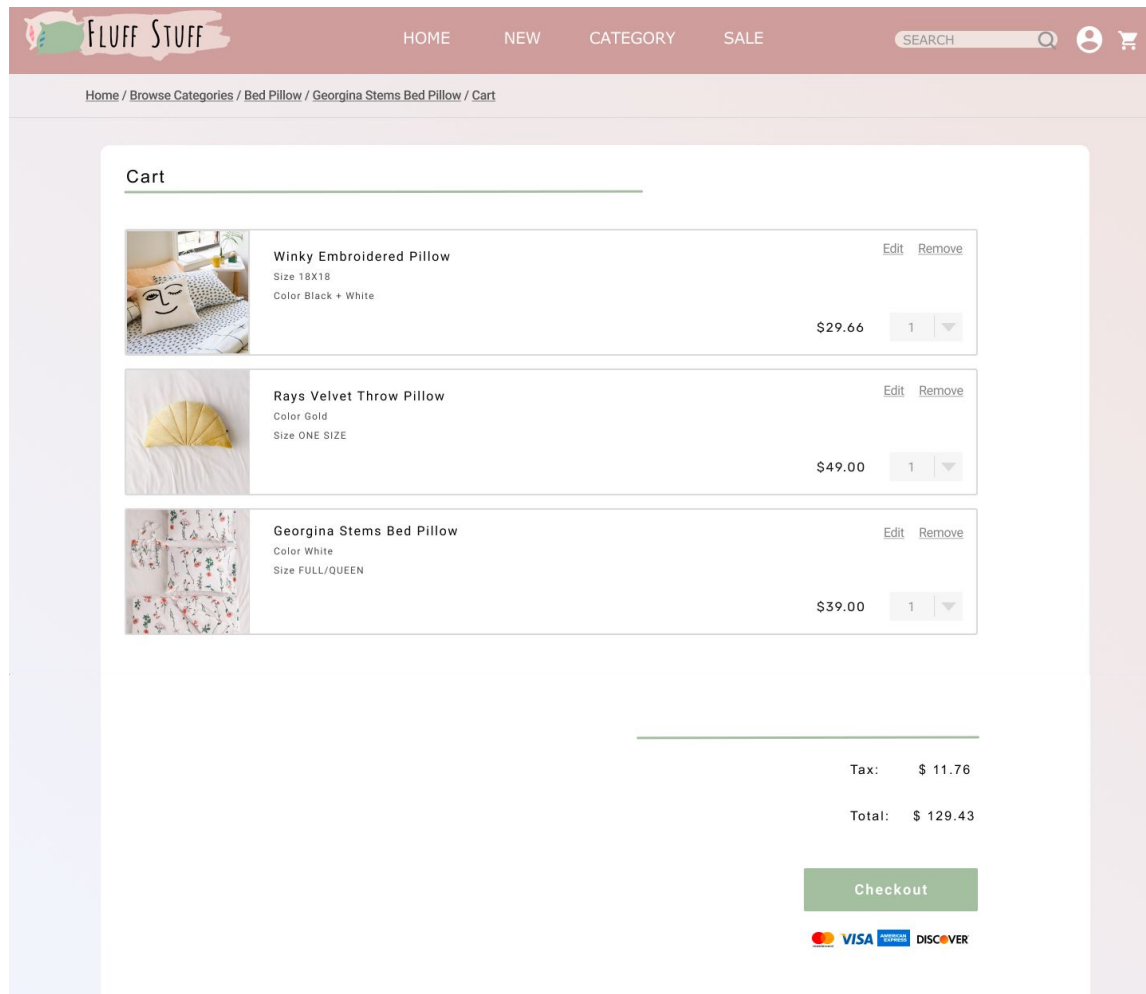 FLUFF STUFF
HOME NEW CATEGORY SALE SEARCH
Home / Browse Categories / Bed Pillow / Georgina Stems Bed Pillow / Cart
Cart
Winky Embroidered Pillow
Edit Remove
Size 18X18
Color Black + White
$29.66 1
Rays Velvet Throw Pillow
Edit Remove
Color Gold
Size ONE SIZE
$49.00 1
Georgina Stems Bed Pillow
Edit Remove
Color White
Size FULL/QUEEN
$39.00 1
Tax: $ 11.76
Total: $ 129.43
Checkout
VISA AMERICAN EXPRESS DISCOVER